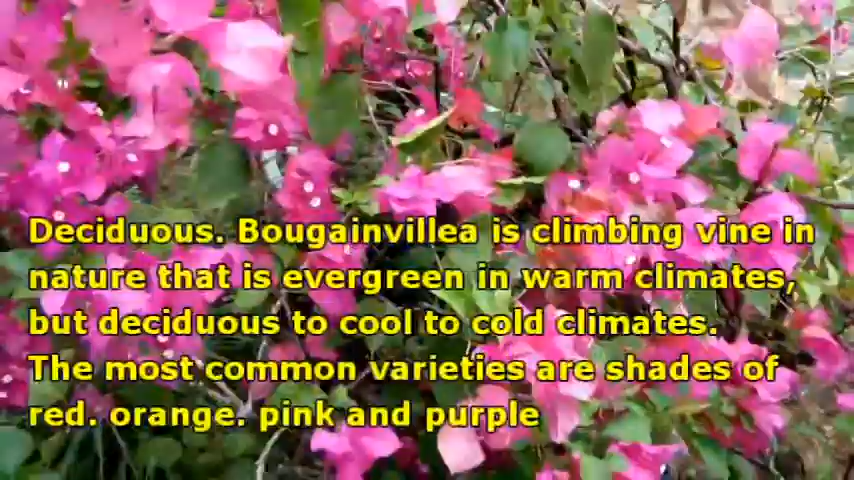 Deciduous. Bougainvillea is climbing vine in
nature that is evergreen in warm climates,
but deciduous to cool to cold climates.
The most common varieties are shades of
red. orange. pink and purple